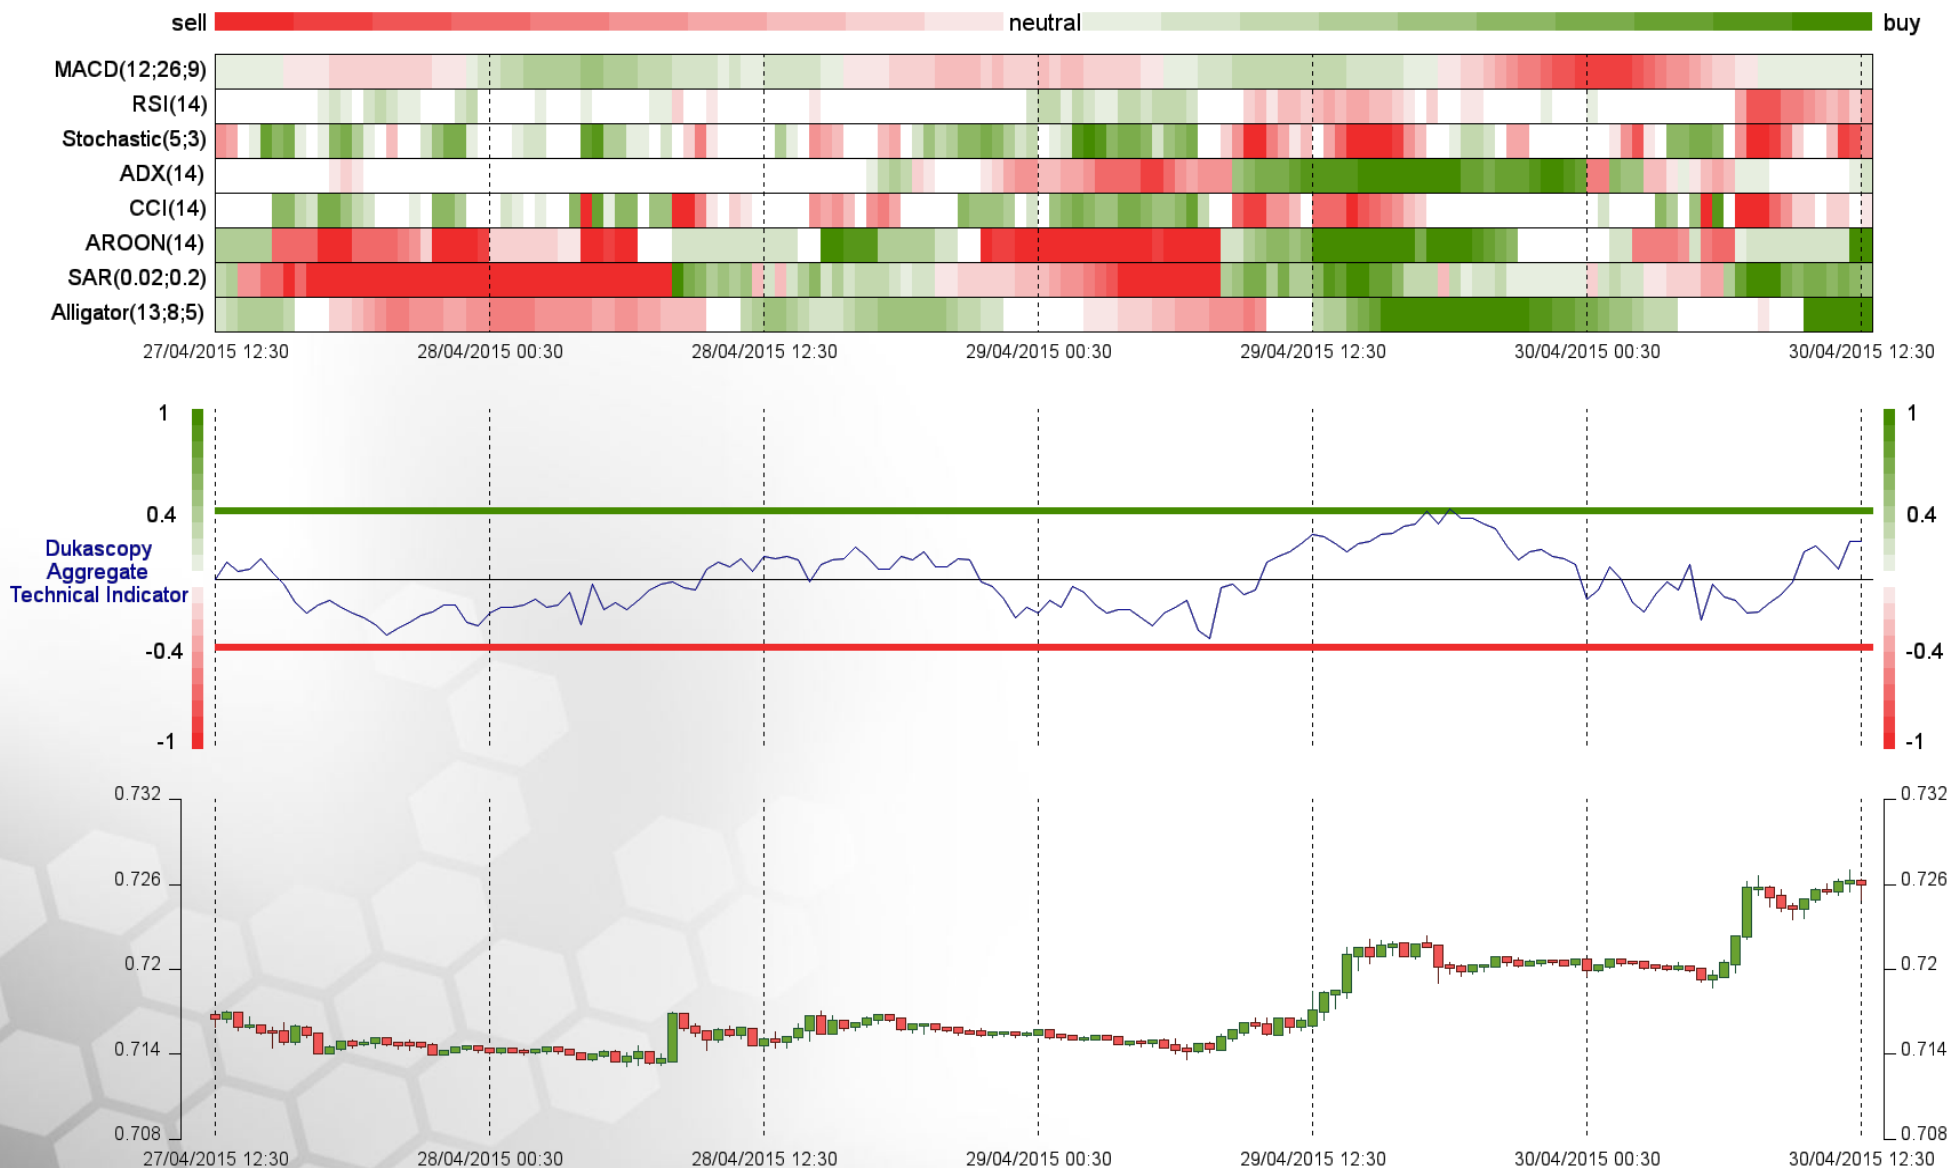 sell neutral buy
MACD(12;26;9)
RSI(14)
Stochastic(5;3)
ADX(14)
CCI(14)
AROON(14)
SAR(0.02;0.2)
Alligator(13;8;5)
27/04/2015 12:30 28/04/2015 00:30 28/04/2015 12:30 29/04/2015 00:30 29/04/2015 12:30 30/04/2015 00:30 30/04/2015 12:30
1 1
0.4 0.4
Dukascopy
Aggregate
Technical Indicator
-0.4 -0.4
-1 -1
0.732 0.732
0.726 0.726
0.72 0.72
0.714 0.714
0.708 0.708
27/04/2015 12:30 28/04/2015 00:30 28/04/2015 12:30 29/04/2015 00:30 29/04/2015 12:30 30/04/2015 00:30 30/04/2015 12:30